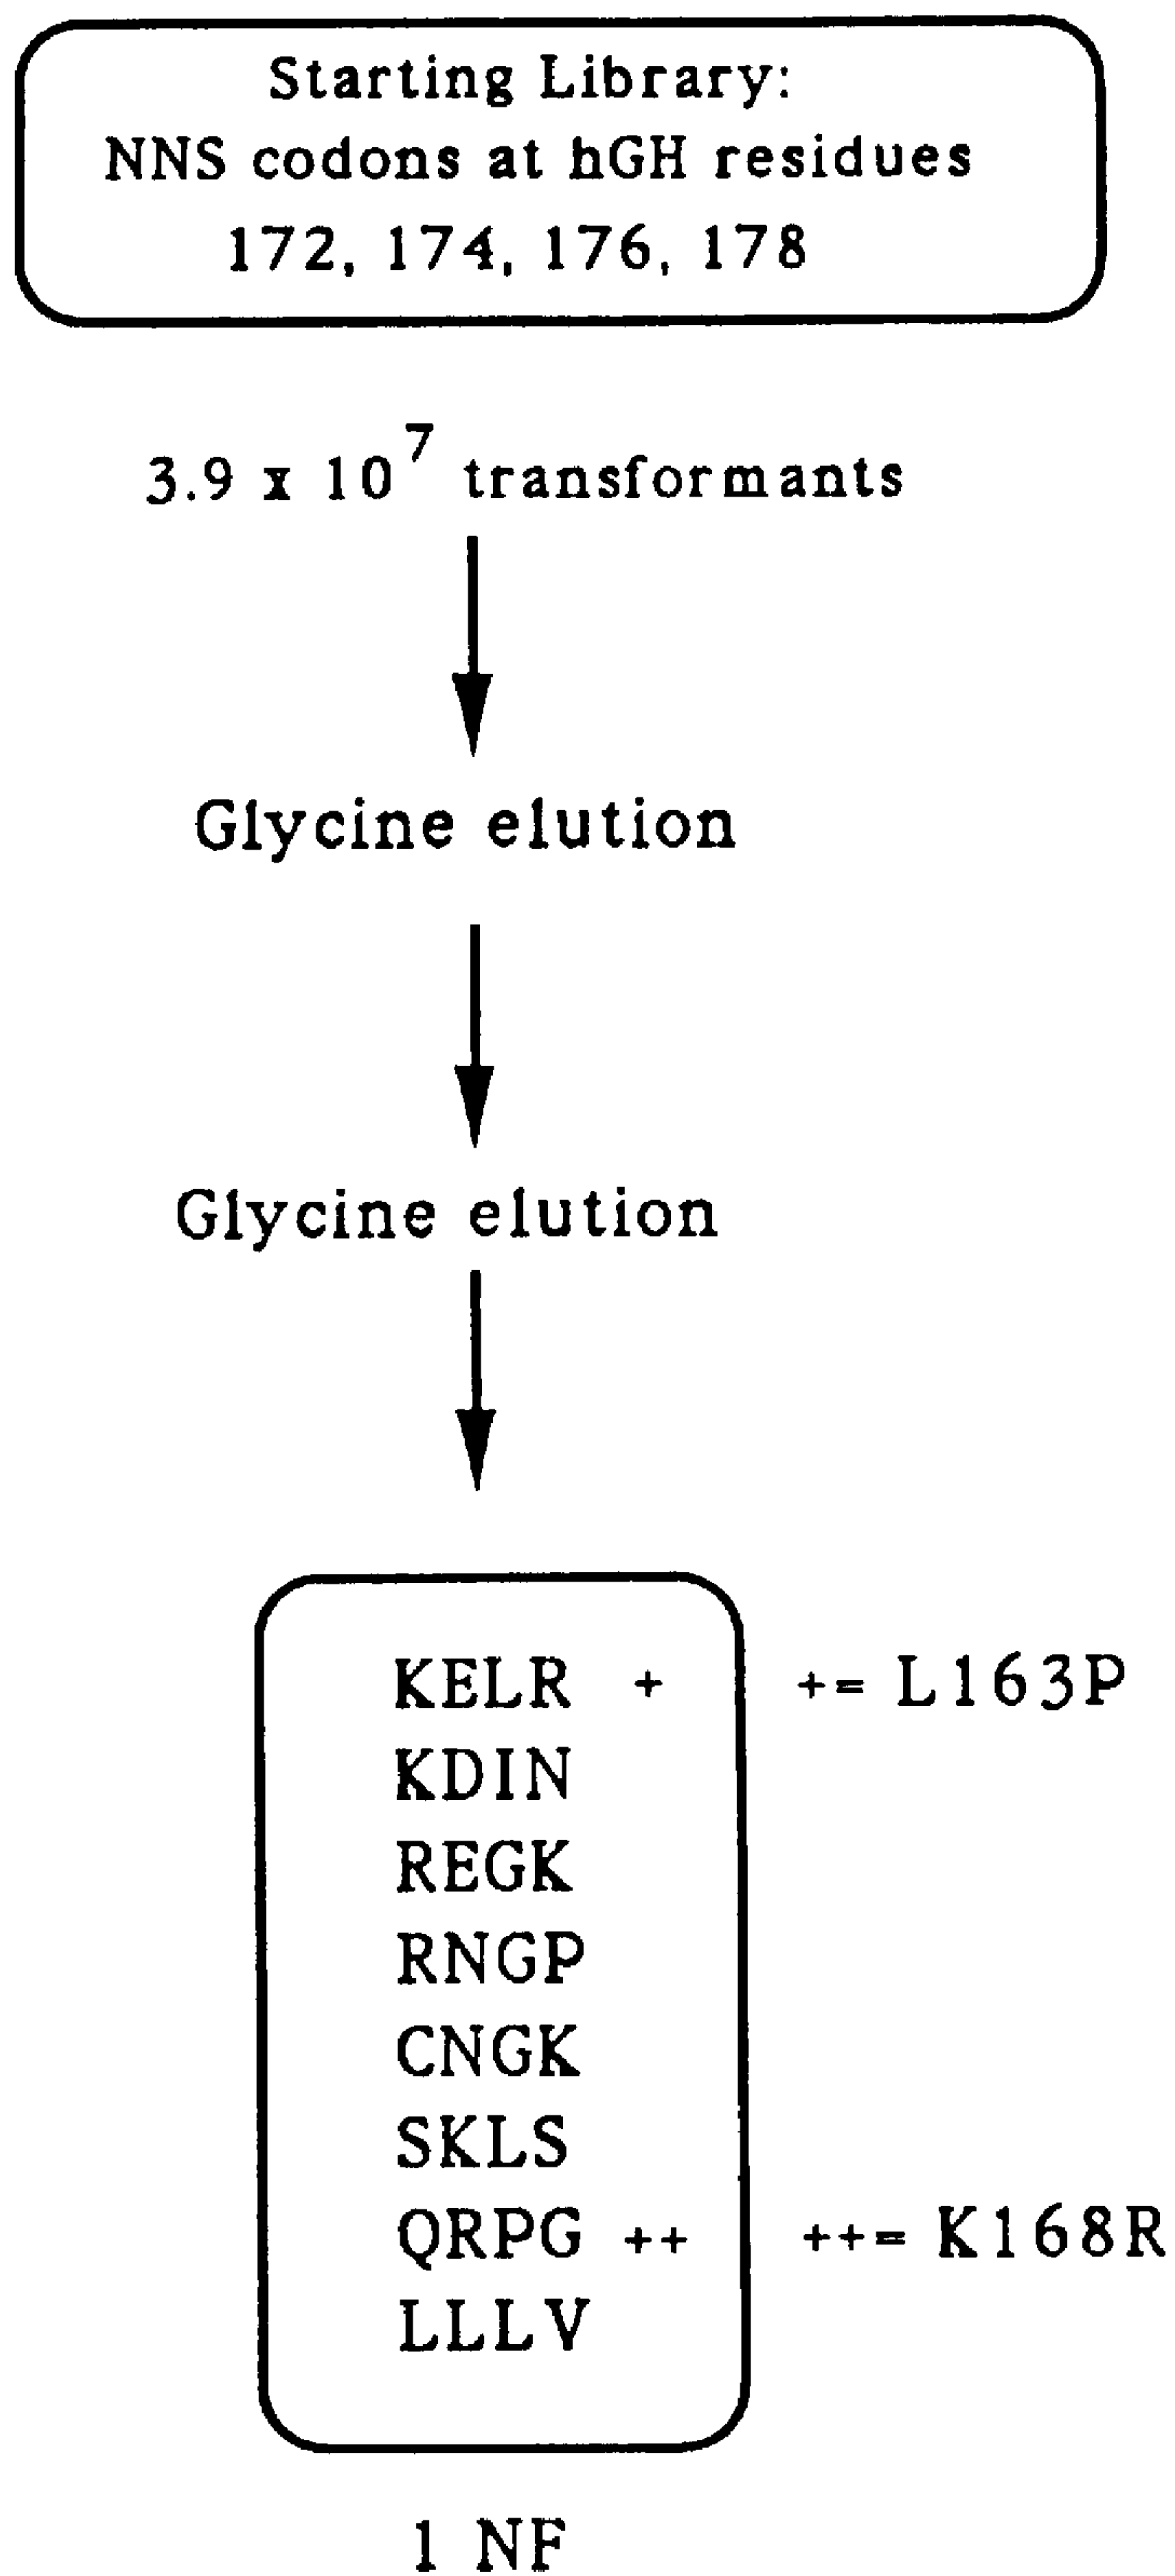 Starting Library:
NNS codons at hGH residues
172, 174, 176, 178
3.9 x 10^7 transformants
Glycine elution
Glycine elution
KELR + += L163P
KDIN
REGK
RNGP
CNGK
SKLS
QRPG ++ ++= K168R
LLLV
1 NF